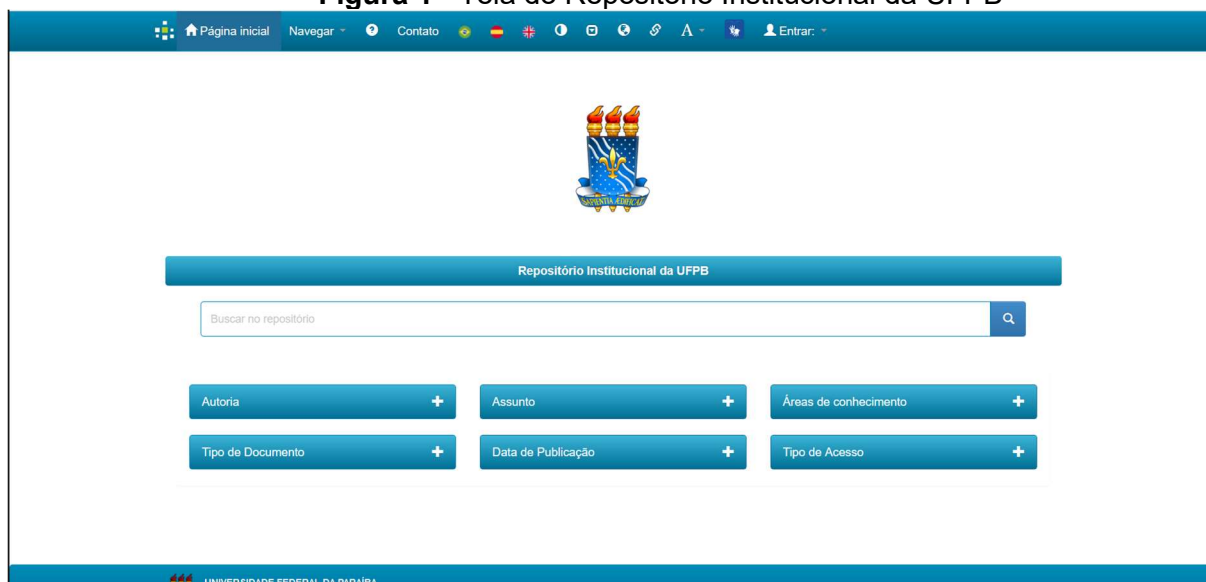 Figura 1 - Tela do Repositório Institucional da UFPB
Página inicial Navegar Contato A Entrar:
SAPIENTIA ÆDIFICAT
Repositório Institucional da UFPB
Buscar no repositório
Autoria Assunto Áreas de conhecimento
Tipo de Documento Data de Publicação Tipo de Acesso
UNIVERSIDADE FEDERAL DA PARAÍBA